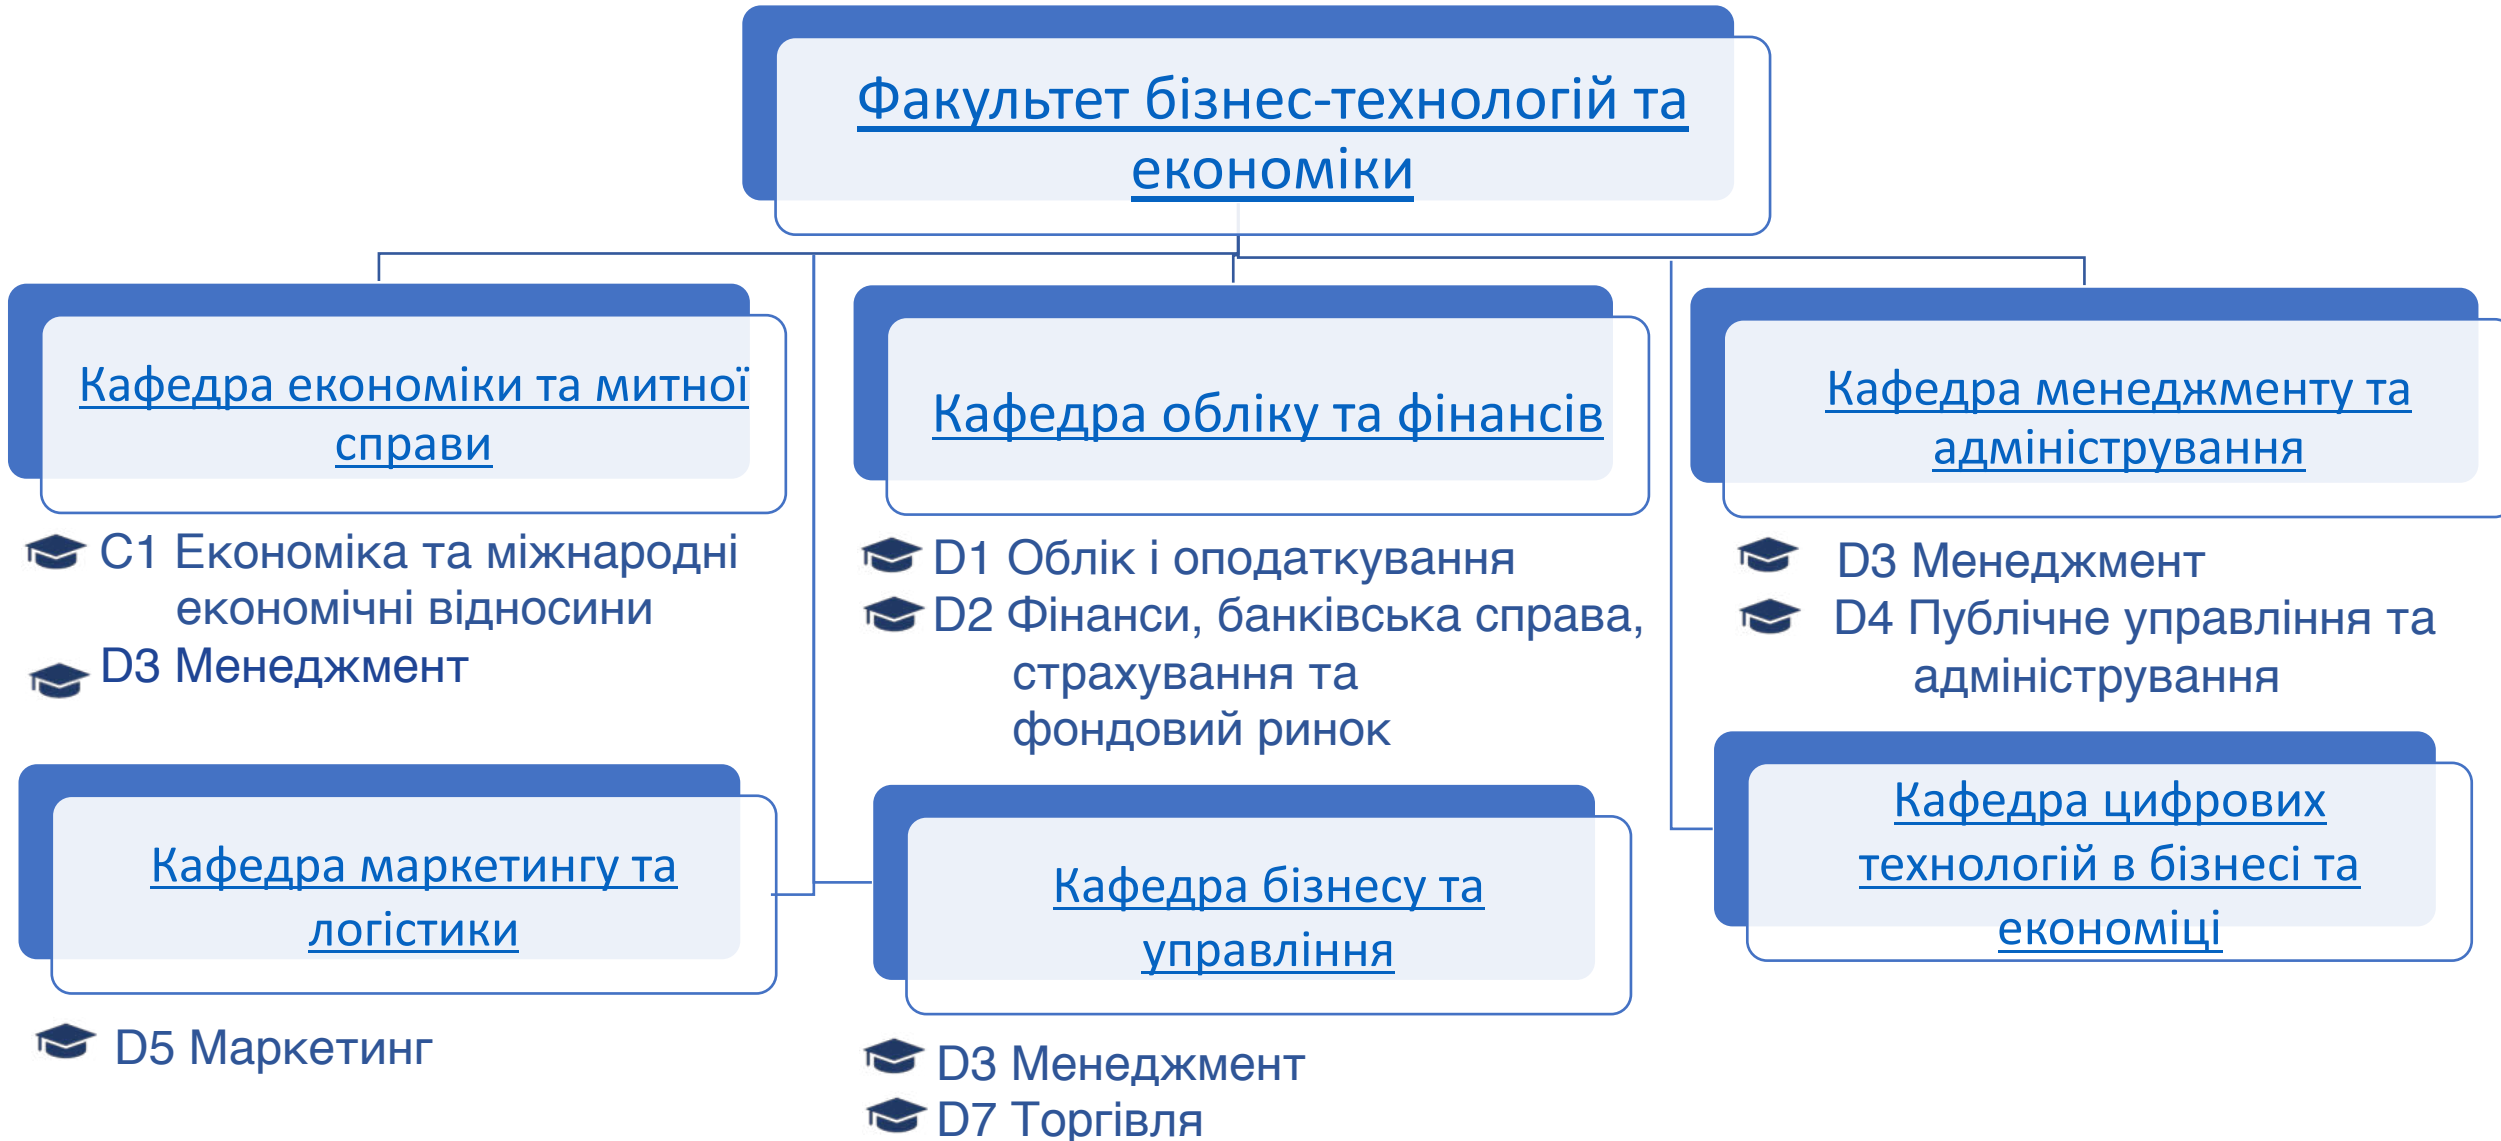 Факультет бізнес-технологій та
економіки
Кафедра економіки та митної
справи
C1 Економіка та міжнародні
економічні відносини
D3 Менеджмент
Кафедра обліку та фінансів
D1 Облік і оподаткування
D2 Фінанси, банківська справа,
страхування та
фондовий ринок
Кафедра менеджменту та
адміністрування
D3 Менеджмент
D4 Публічне управління та
адміністрування
Кафедра маркетингу та
логістики
D5 Маркетинг
Кафедра бізнесу та
управління
D3 Менеджмент
D7 Торгівля
Кафедра цифрових
технологій в бізнесі та
економіці